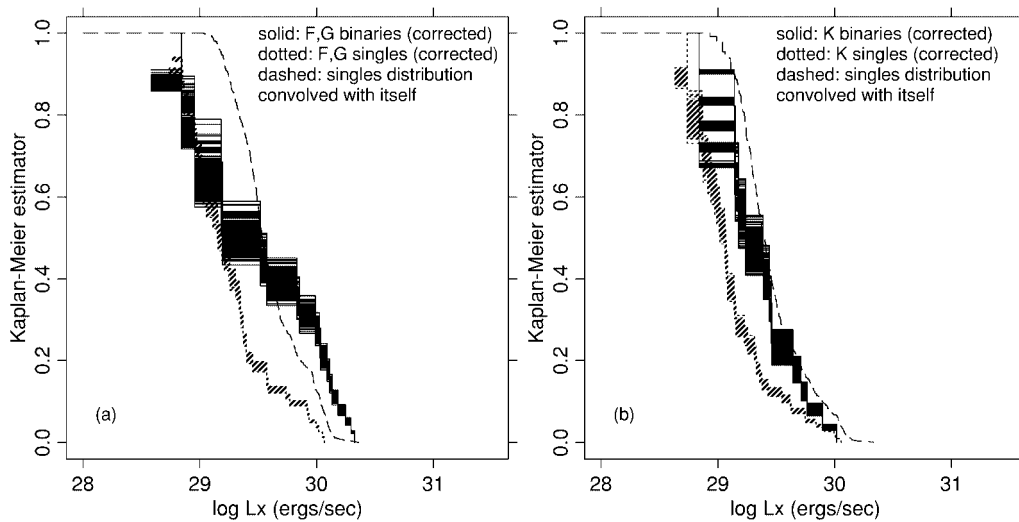 solid: F,G binaries (corrected)
dotted: F,G singles (corrected)
dashed: singles distribution
convolved with itself
Kaplan-Meier estimator
1.0
0.8
0.6
0.4
0.2
0.0
(a)
28
29
30
31
log Lx (ergs/sec)
solid: K binaries (corrected)
dotted: K singles (corrected)
dashed: singles distribution
convolved with itself
Kaplan-Meier estimator
1.0
0.8
0.6
0.4
0.2
0.0
(b)
28
29
30
31
log Lx (ergs/sec)